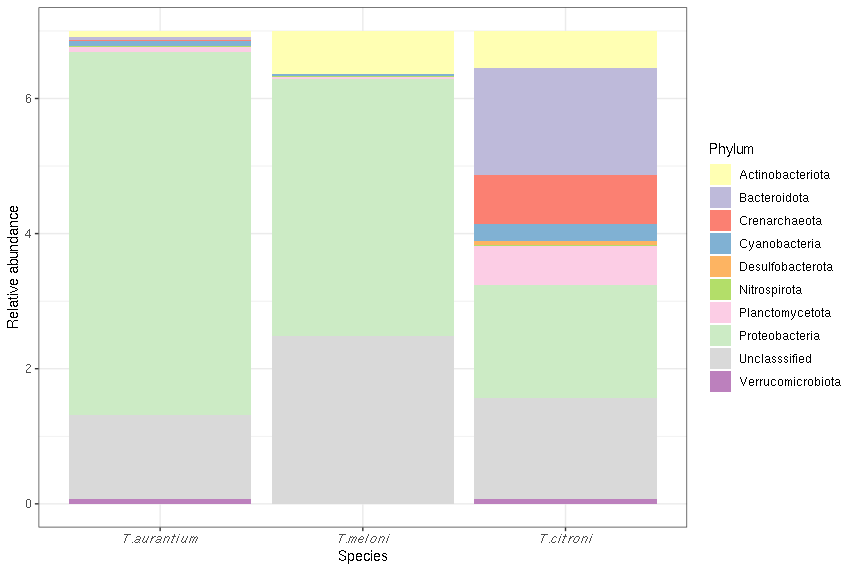 Relative abundance
6
4
2
0
T.aurantium
T.meloni
T.citroni
Species
Phylum
Actinobacteriota
Bacteroidota
Crenarchaeota
Cyanobacteria
Desulfobacterota
Nitrospirota
Planctomycetota
Proteobacteria
Unclasssified
Verrucomicrobiota